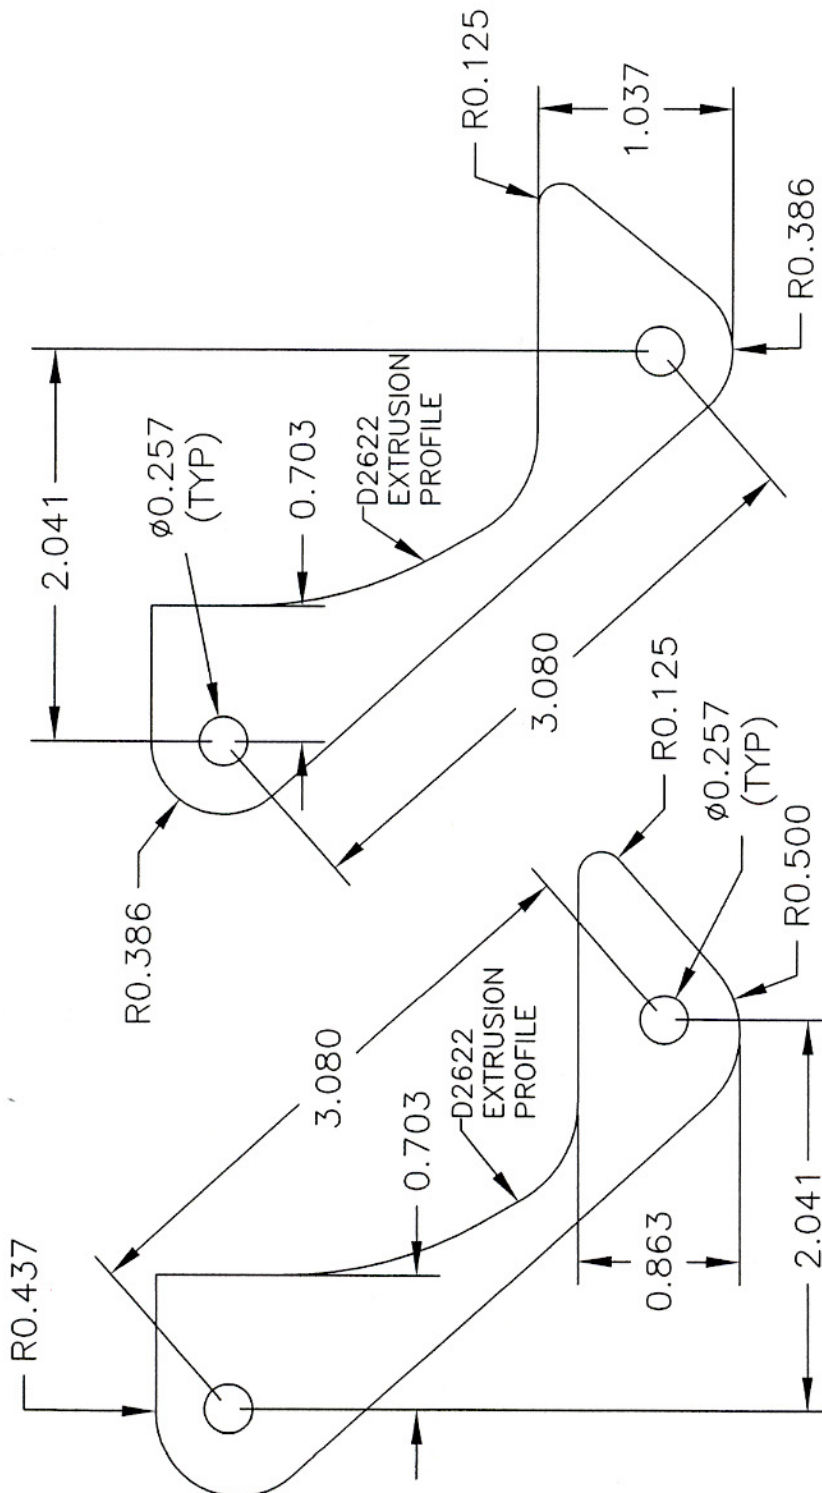 2.041
ø0.257
(TYP)
0.703
D2622
EXTRUSION
PROFILE
R0.125
1.037
R0.386
R0.386
3.080
R0.437
3.080
0.703
D2622
EXTRUSION
PROFILE
R0.125
ø0.257
(TYP)
R0.500
0.863
2.041